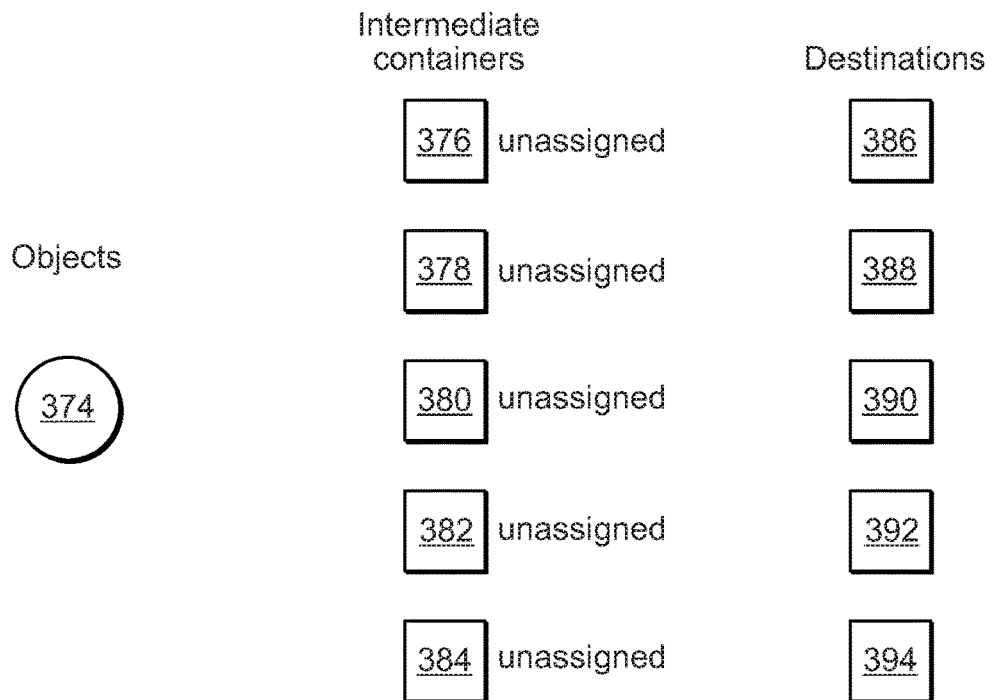 Intermediate
containers
Destinations
376 unassigned
386
Objects
378 unassigned
388
374
380 unassigned
390
382 unassigned
392
384 unassigned
394